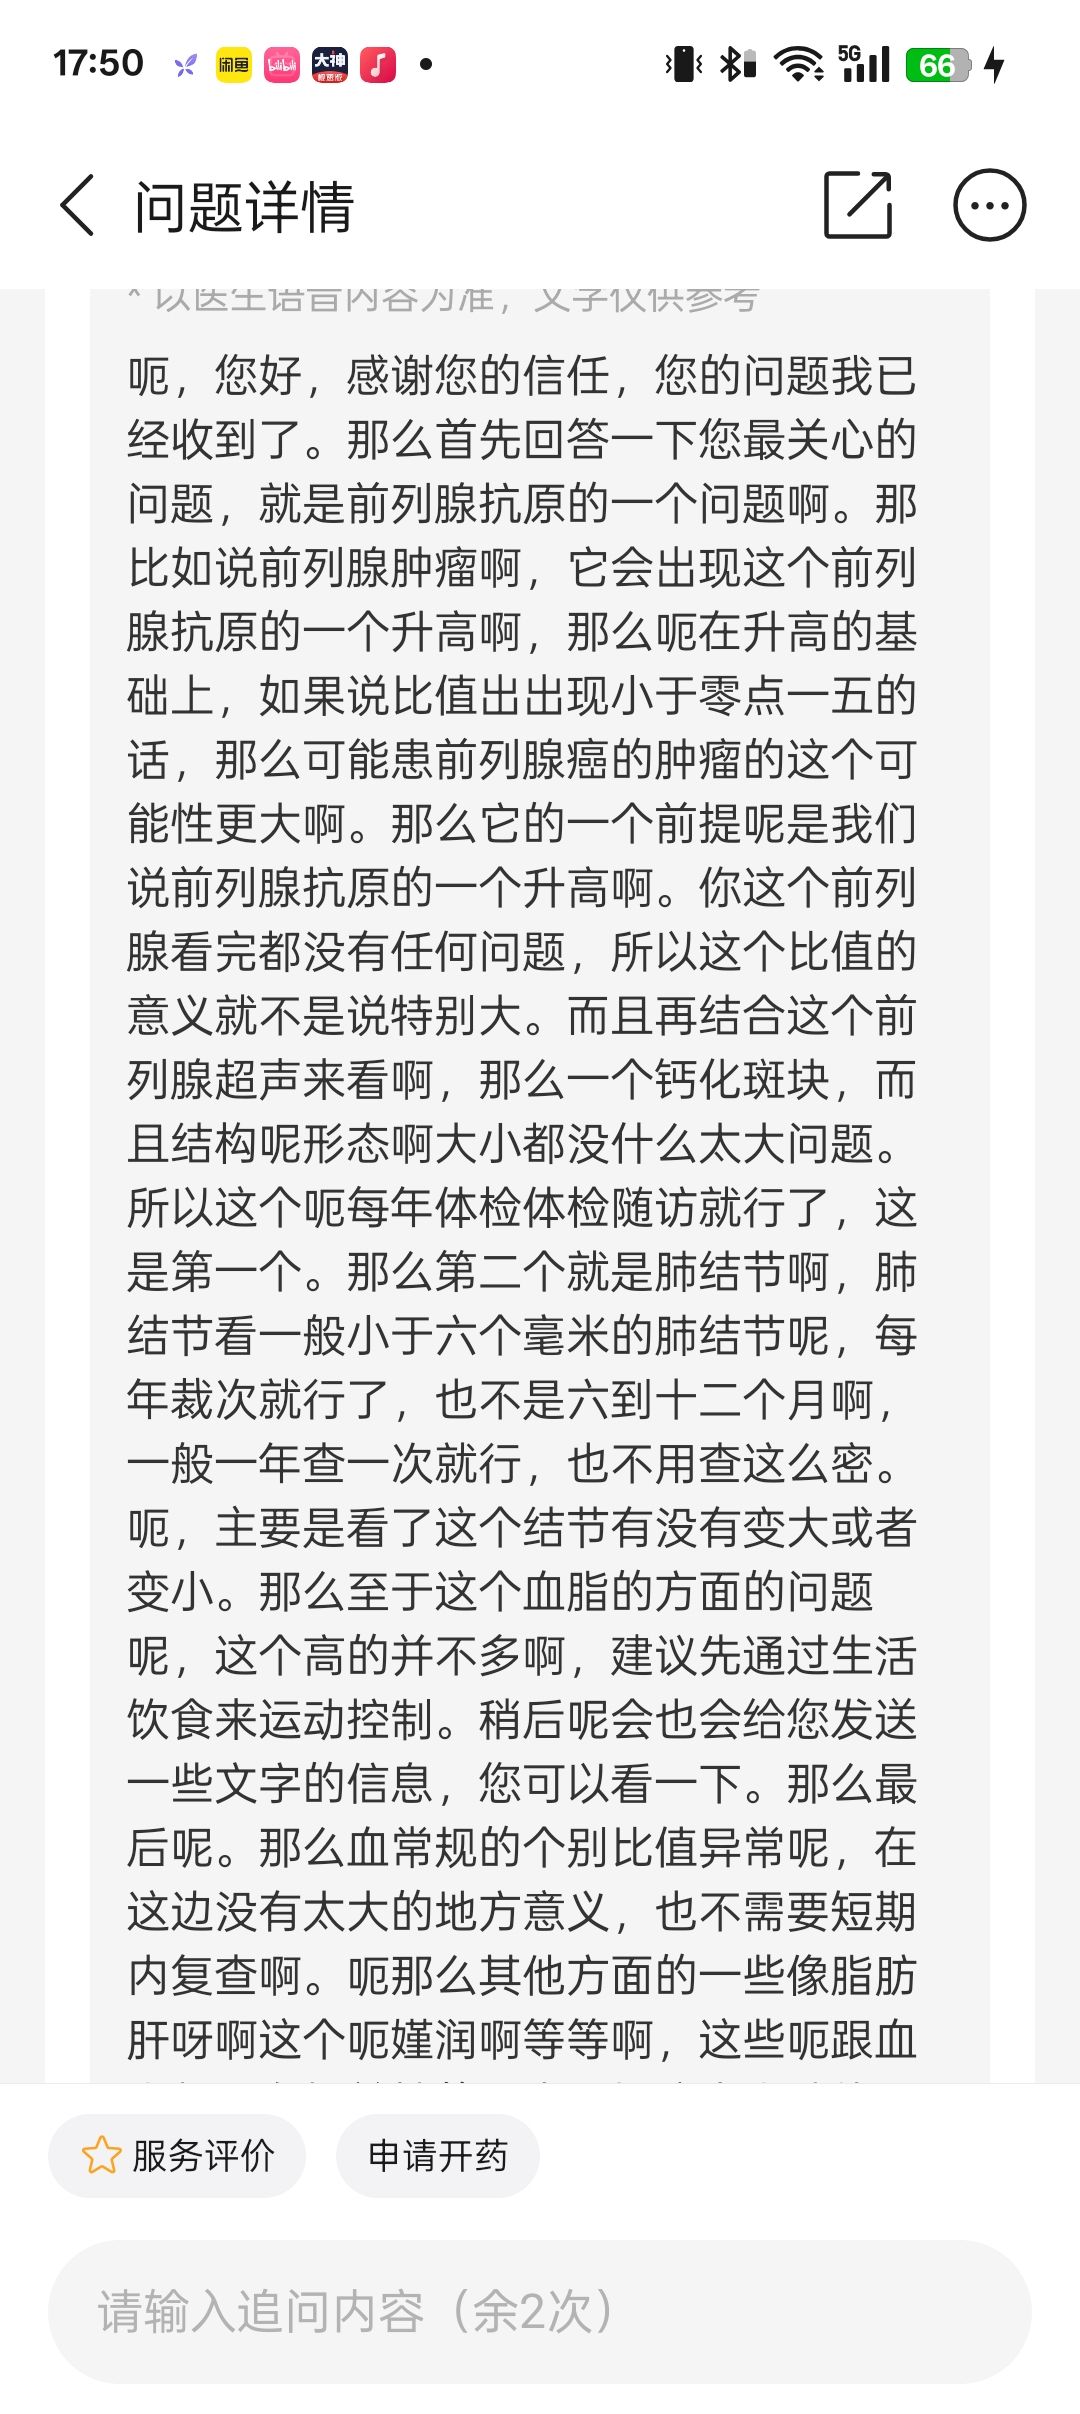 17:50
闲鱼
bilibili
大神
5G
66
问题详情
* 以医生语音内容为准，文字仅供参考
呃，您好，感谢您的信任，您的问题我已
经收到了。那么首先回答一下您最关心的
问题，就是前列腺抗原的一个问题啊。那
比如说前列腺肿瘤啊，它会出现这个前列
腺抗原的一个升高啊，那么呃在升高的基
础上，如果说比值出出现小于零点一五的
话，那么可能患前列腺癌的肿瘤的这个可
能性更大啊。那么它的一个前提呢是我们
说前列腺抗原的一个升高啊。你这个前列
腺看完都没有任何问题，所以这个比值的
意义就不是说特别大。而且再结合这个前
列腺超声来看啊，那么一个钙化斑块，而
且结构呢形态啊大小都没什么太大问题。
所以这个呃每年体检体检随访就行了，这
是第一个。那么第二个就是肺结节啊，肺
结节看一般小于六个毫米的肺结节呢，每
年裁次就行了，也不是六到十二个月啊，
一般一年查一次就行，也不用查这么密。
呃，主要是看了这个结节有没有变大或者
变小。那么至于这个血脂的方面的问题
呢，这个高的并不多啊，建议先通过生活
饮食来运动控制。稍后呢会也会给您发送
一些文字的信息，您可以看一下。那么最
后呢。那么血常规的个别比值异常呢，在
这边没有太大的地方意义，也不需要短期
内复查啊。呃那么其他方面的一些像脂肪
肝呀啊这个呃嫤润啊等等啊，这些呃跟血
服务评价
申请开药
请输入追问内容（余2次）